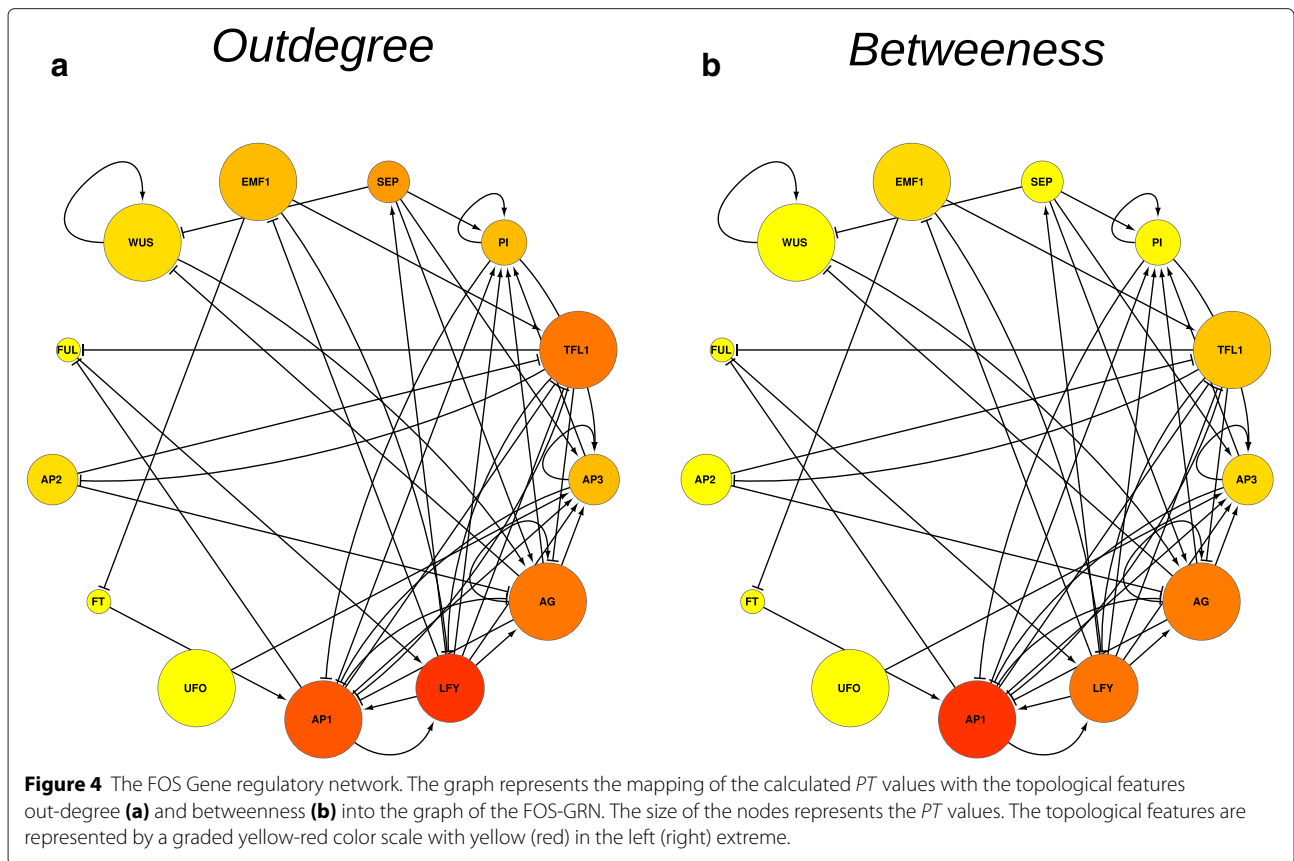 Outdegree
a
Betweeness
b
EMF1
SEP
WUS
PI
FUL
TFL1
AP2
AP3
FT
AG
UFO
LFY
AP1
EMF1
SEP
WUS
PI
FUL
TFL1
AP2
AP3
FT
AG
UFO
LFY
AP1
Figure 4 The FOS Gene regulatory network. The graph represents the mapping of the calculated PT values with the topological features
out-degree (a) and betweenness (b) into the graph of the FOS-GRN. The size of the nodes represents the PT values. The topological features are
represented by a graded yellow-red color scale with yellow (red) in the left (right) extreme.